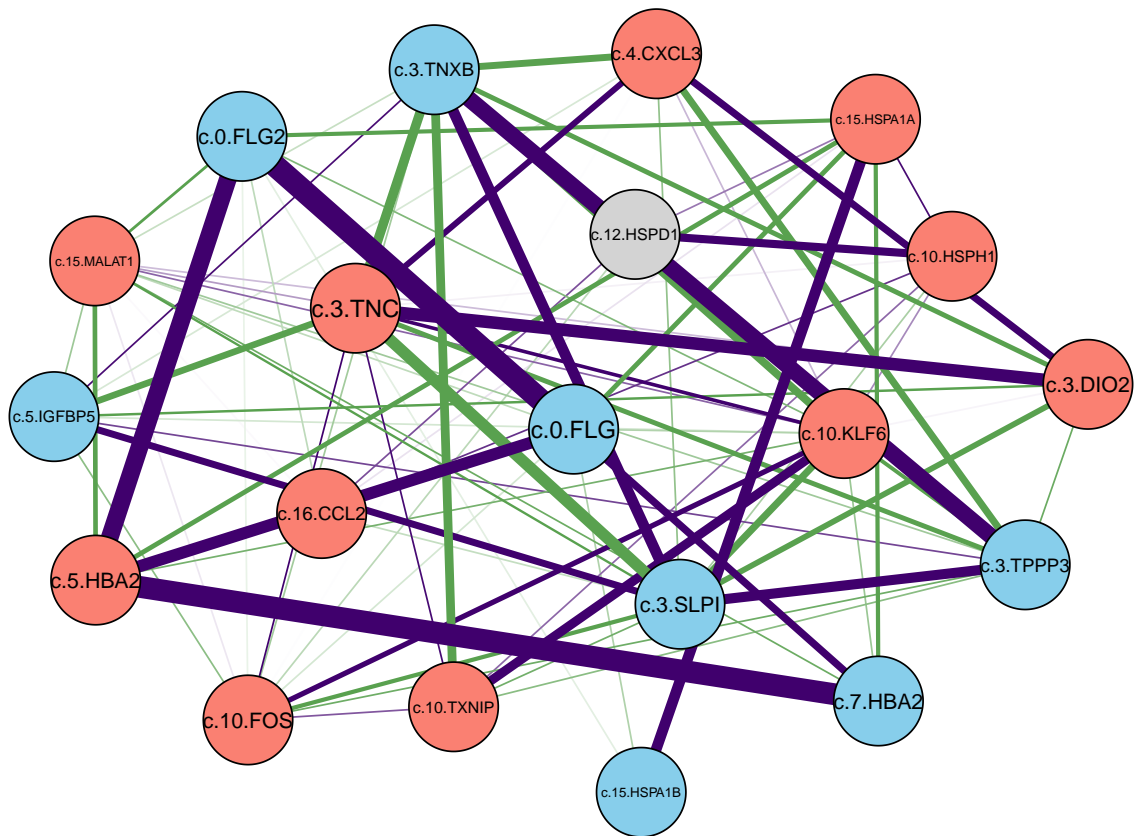 c.4.CXCL3
c.3.TNXB
c.15.HSPA1A
c.0.FLG2
c.12.HSPD1
c.10.HSPH1
c.15.MALAT1
c.3.TNC
c.3.DIO2
c.5.IGFBP5
c.0.FLG
c.10.KLF6
c.16.CCL2
c.3.TPPP3
c.5.HBA2
c.3.SLPI
c.7.HBA2
c.10.TXNIP
c.10.FOS
c.15.HSPA1B